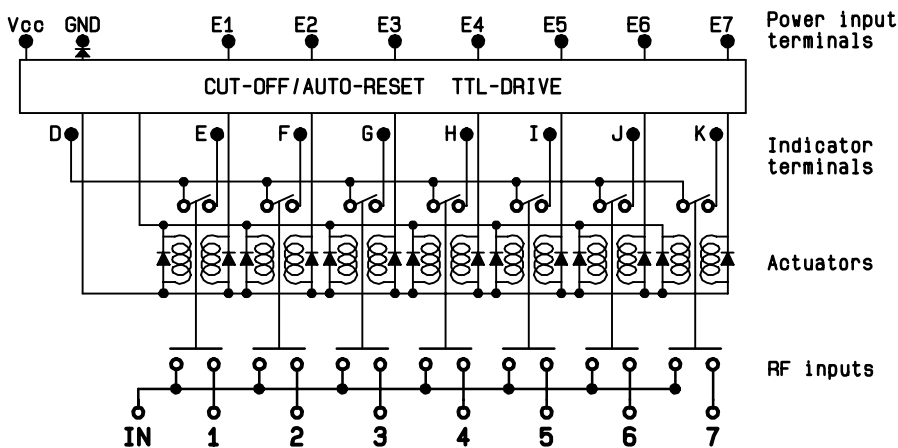 Vcc GND E1 E2 E3 E4 E5 E6 E7 Power input
terminals
CUT-OFF/AUTO-RESET TTL-DRIVE
D E F G H I J K Indicator
terminals
Actuators
RF inputs
IN 1 2 3 4 5 6 7